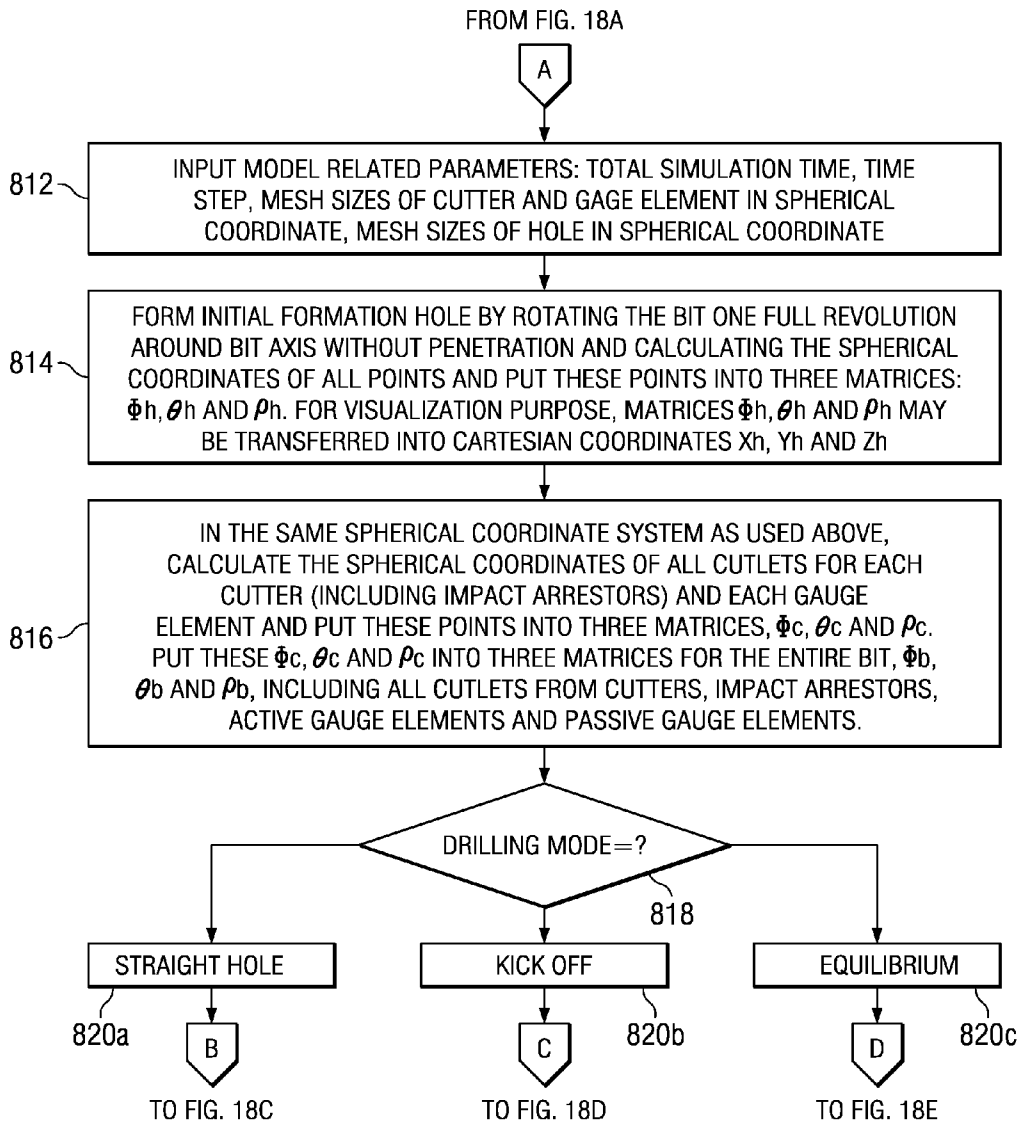 FROM FIG. 18A
A
812
INPUT MODEL RELATED PARAMETERS: TOTAL SIMULATION TIME, TIME
STEP, MESH SIZES OF CUTTER AND GAGE ELEMENT IN SPHERICAL
COORDINATE, MESH SIZES OF HOLE IN SPHERICAL COORDINATE
814
FORM INITIAL FORMATION HOLE BY ROTATING THE BIT ONE FULL REVOLUTION
AROUND BIT AXIS WITHOUT PENETRATION AND CALCULATING THE SPHERICAL
COORDINATES OF ALL POINTS AND PUT THESE POINTS INTO THREE MATRICES:
Φh, θh AND ρh. FOR VISUALIZATION PURPOSE, MATRICES Φh, θh AND ρh MAY
BE TRANSFERRED INTO CARTESIAN COORDINATES Xh, Yh AND Zh
816
IN THE SAME SPHERICAL COORDINATE SYSTEM AS USED ABOVE,
CALCULATE THE SPHERICAL COORDINATES OF ALL CUTLETS FOR EACH
CUTTER (INCLUDING IMPACT ARRESTORS) AND EACH GAUGE
ELEMENT AND PUT THESE POINTS INTO THREE MATRICES, Φc, θc AND ρc.
PUT THESE Φc, θc AND ρc INTO THREE MATRICES FOR THE ENTIRE BIT, Φb,
θb AND ρb, INCLUDING ALL CUTLETS FROM CUTTERS, IMPACT ARRESTORS,
ACTIVE GAUGE ELEMENTS AND PASSIVE GAUGE ELEMENTS.
DRILLING MODE=?
818
STRAIGHT HOLE
KICK OFF
EQUILIBRIUM
820a
820b
820c
B
C
D
TO FIG. 18C
TO FIG. 18D
TO FIG. 18E